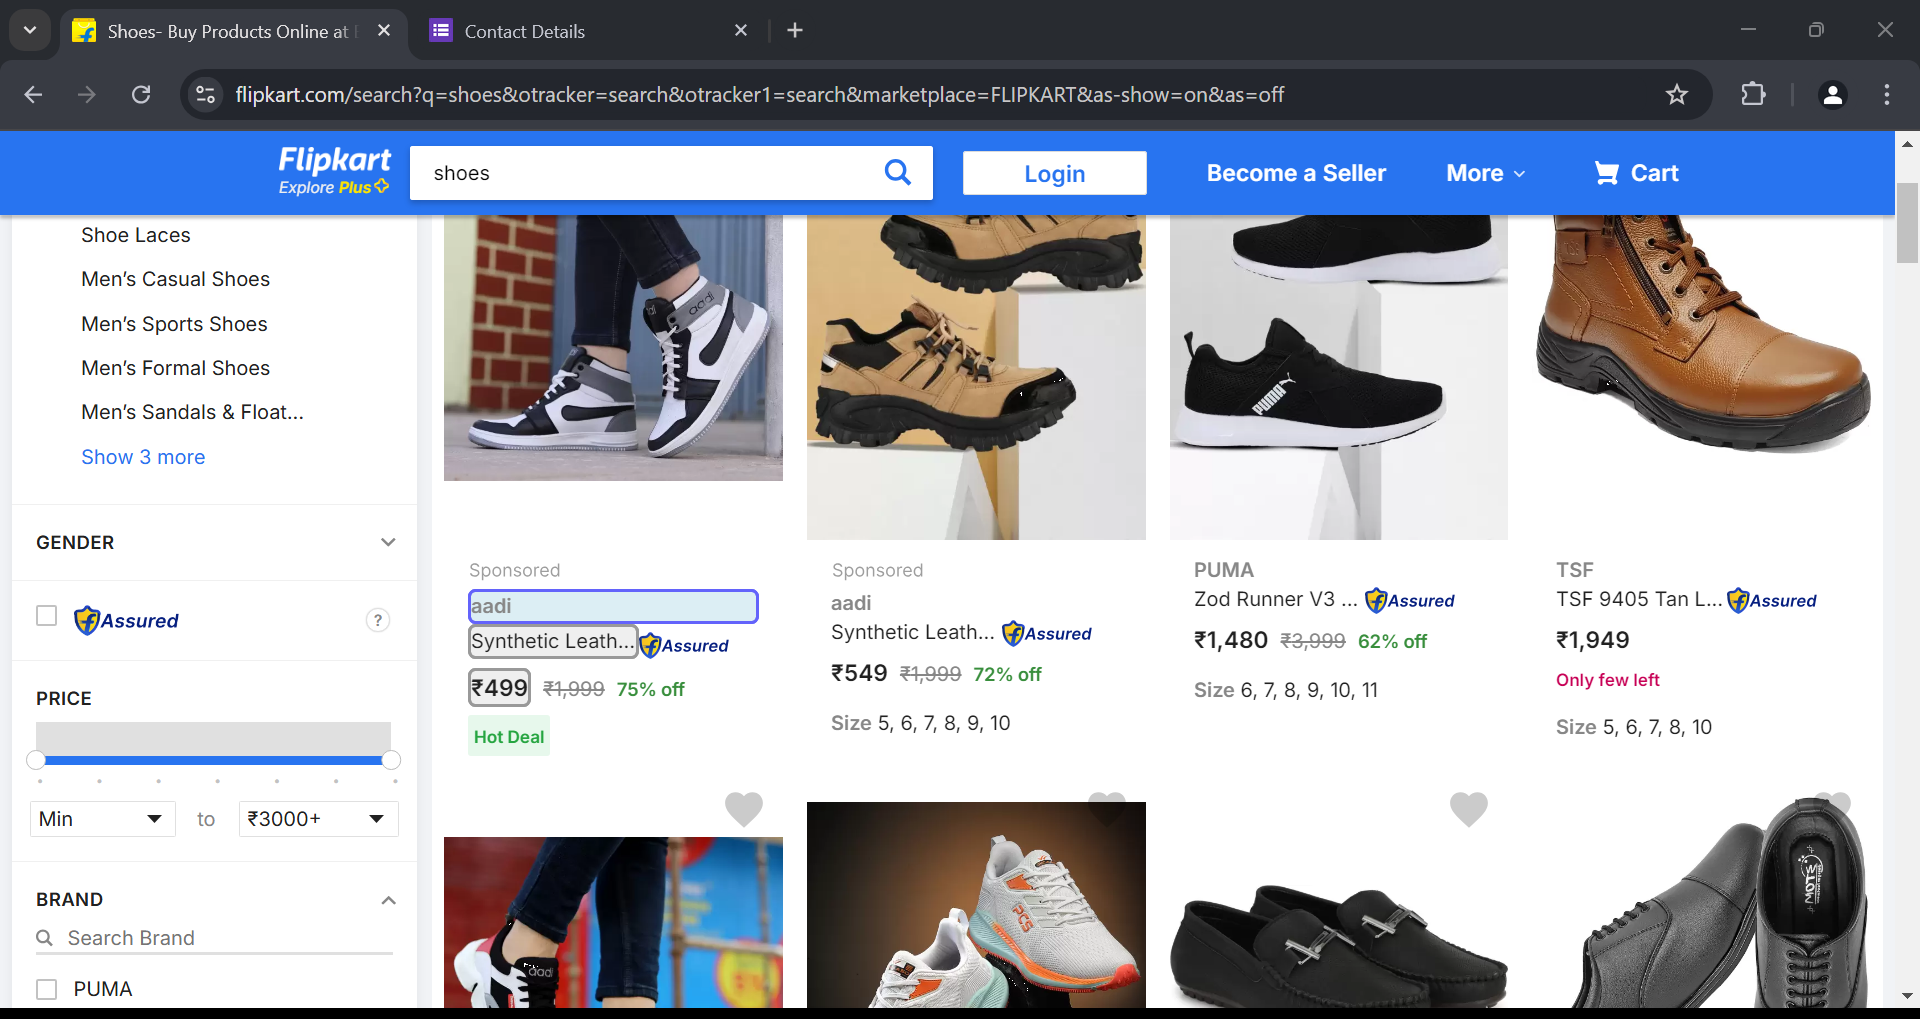 Shoes- Buy Products Online at
Contact Details
flipkart.com/search?q=shoes&otracker=search&otracker1=search&marketplace=FLIPKART&as-show=on&as=off
Flipkart
Explore Plus
shoes
Login
Become a Seller
More
Cart
Shoe Laces
Men's Casual Shoes
Men's Sports Shoes
Men's Formal Shoes
Men's Sandals & Float...
Show 3 more
GENDER
Assured
?
PRICE
Min
to
₹3000+
BRAND
Search Brand
PUMA
aadi
Sponsored
aadi
Synthetic Leath...
Assured
₹499 ₹1,999 75% off
Hot Deal
Sponsored
aadi
Synthetic Leath...
Assured
₹549 ₹1,999 72% off
Size 5, 6, 7, 8, 9, 10
PUMA
PUMA
Zod Runner V3 ...
Assured
₹1,480 ₹3,999 62% off
Size 6, 7, 8, 9, 10, 11
TSF
TSF 9405 Tan L...
Assured
₹1,949
Only few left
Size 5, 6, 7, 8, 10
aadi
PCS